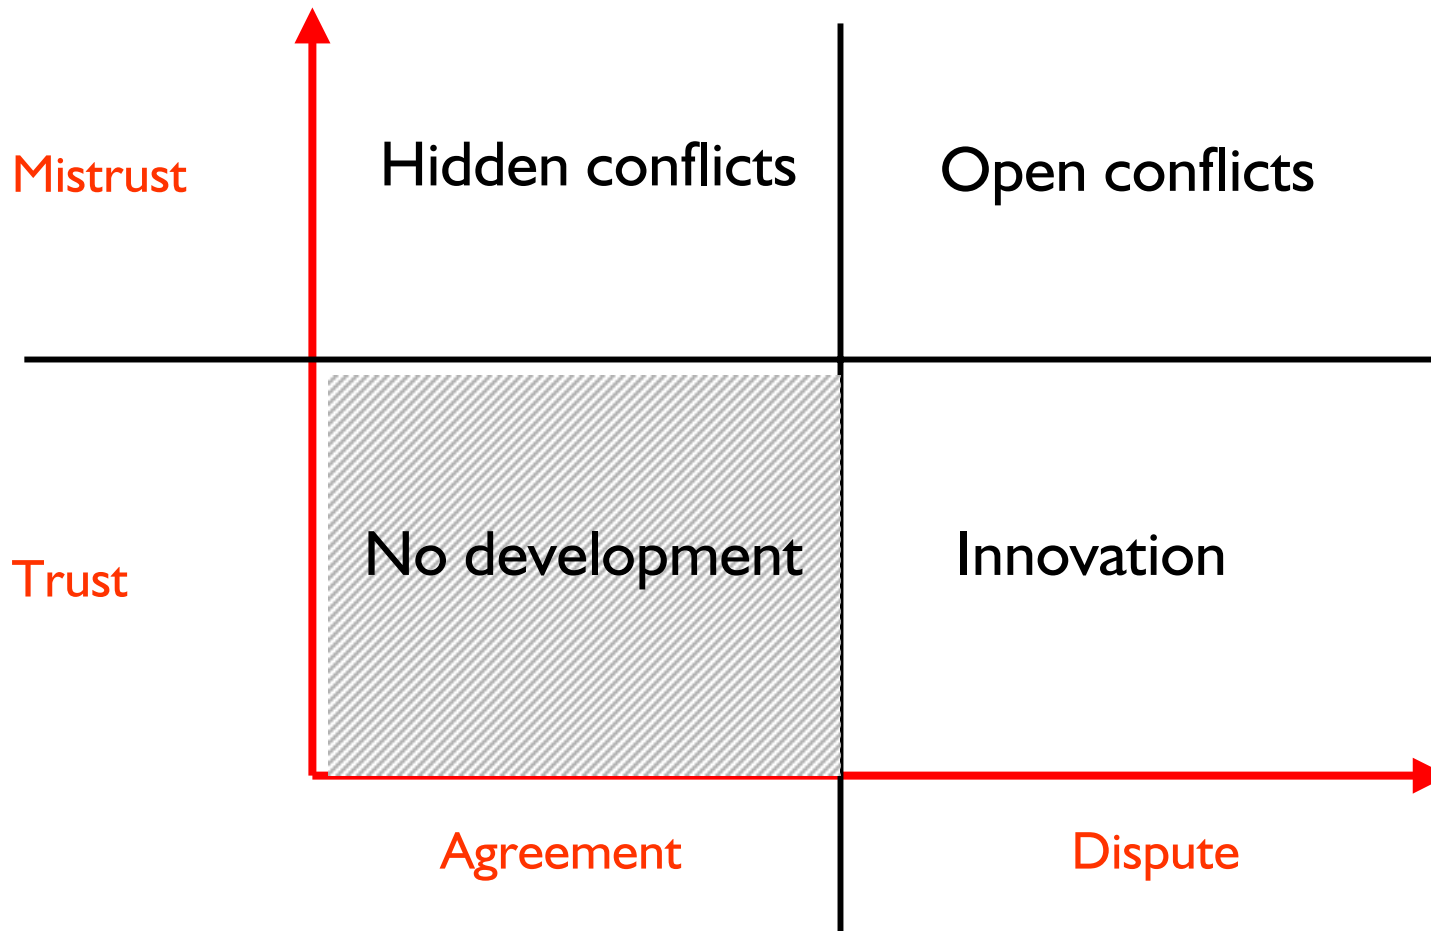 Mistrust
Hidden conflicts
Open conflicts
Trust
No development
Innovation
Agreement
Dispute